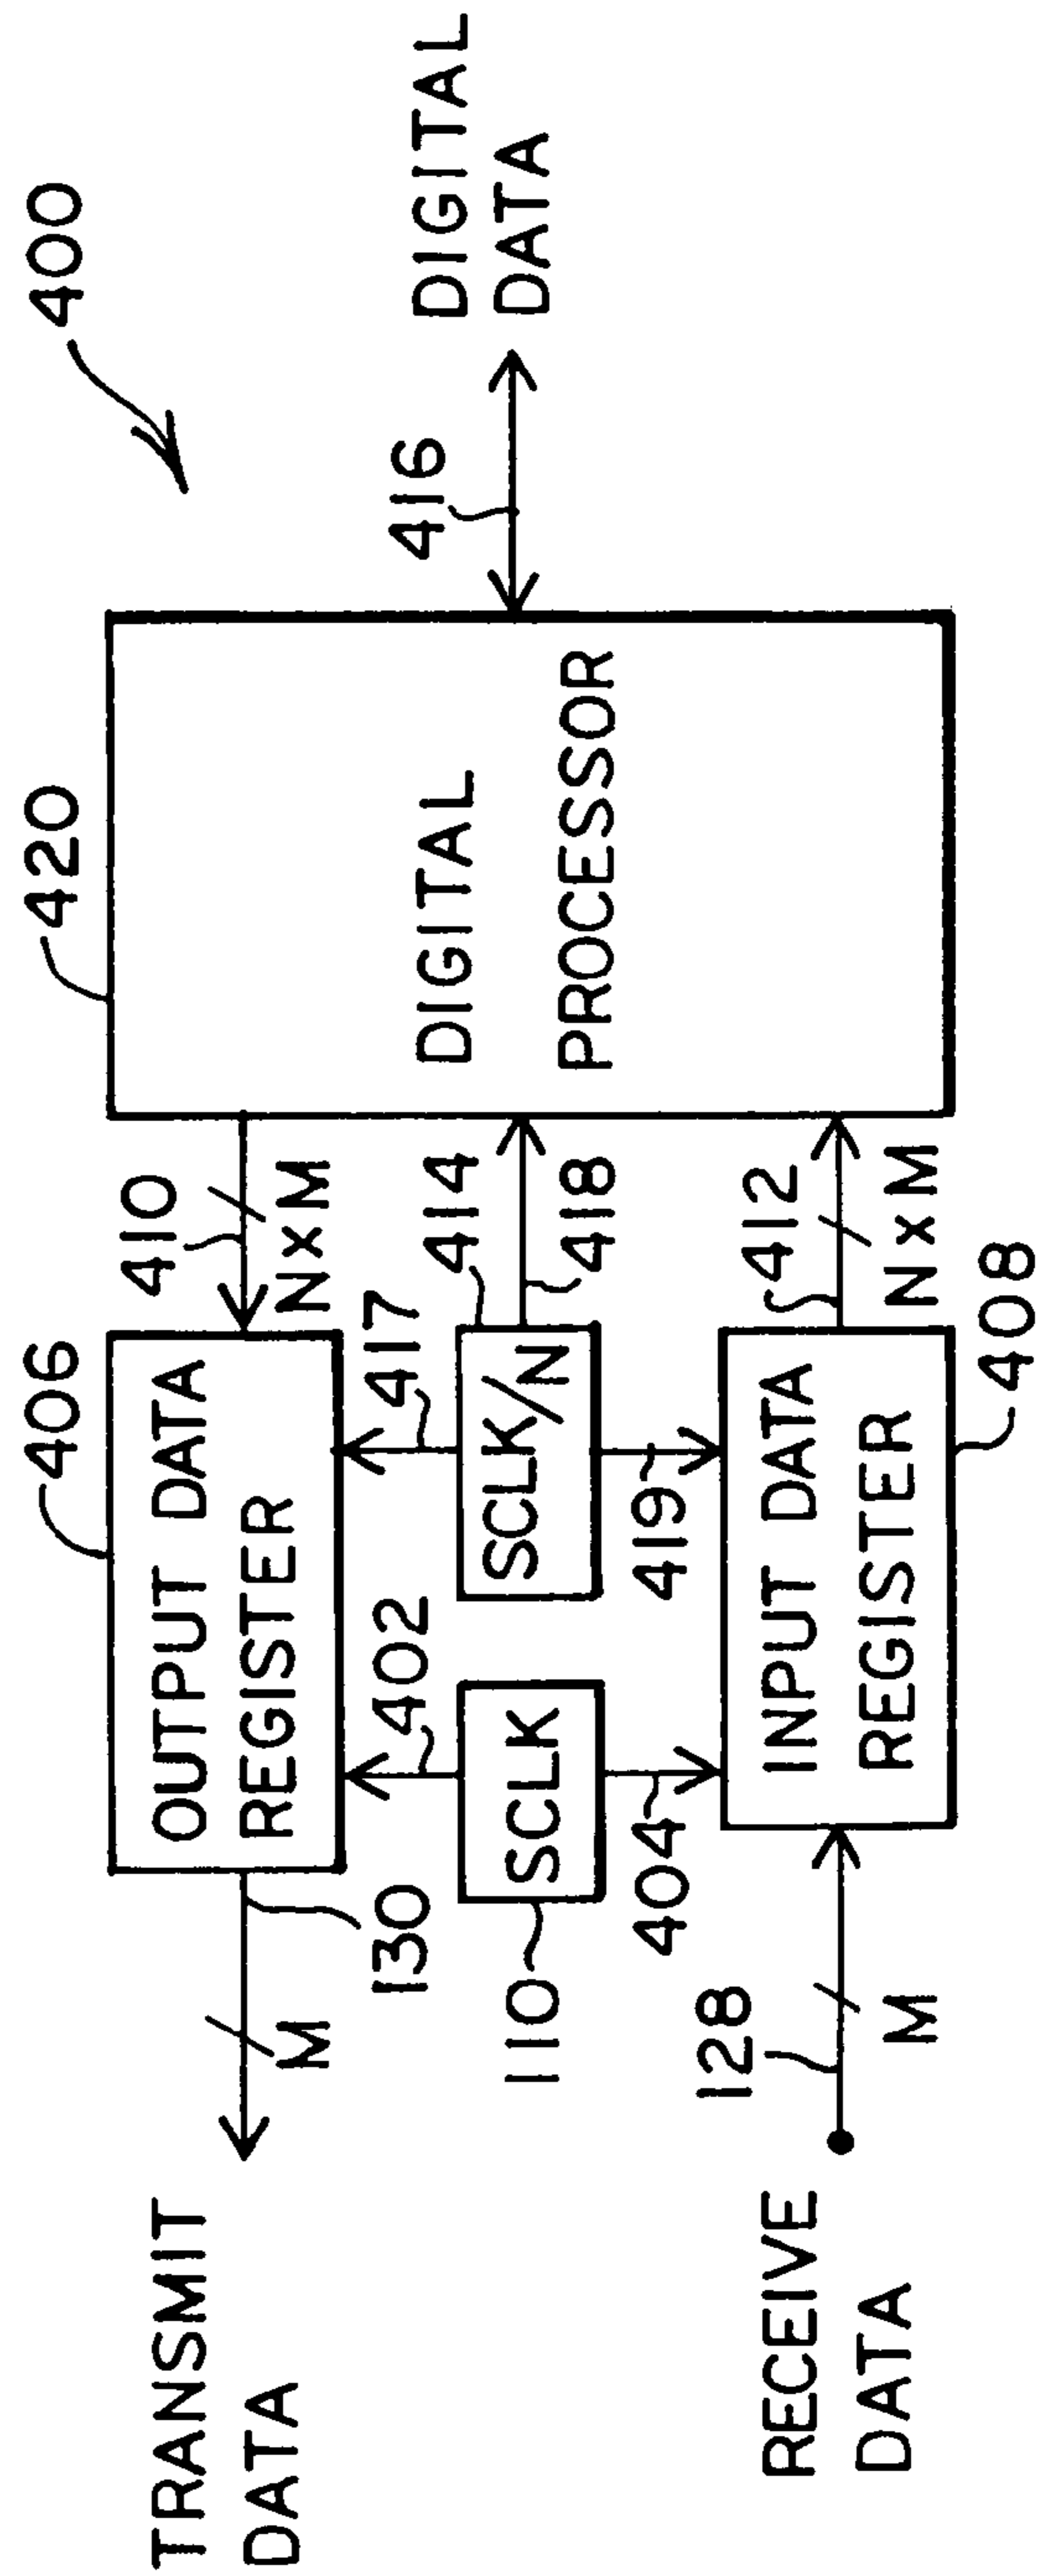 400
420
406
410
N×M
TRANSMIT
DATA
M
130
OUTPUT DATA
REGISTER
402
417
414
110
SCLK
SCLK/N
418
DIGITAL
PROCESSOR
416
DIGITAL
DATA
404
419
128
M
RECEIVE
DATA
INPUT DATA
REGISTER
408
412
N×M